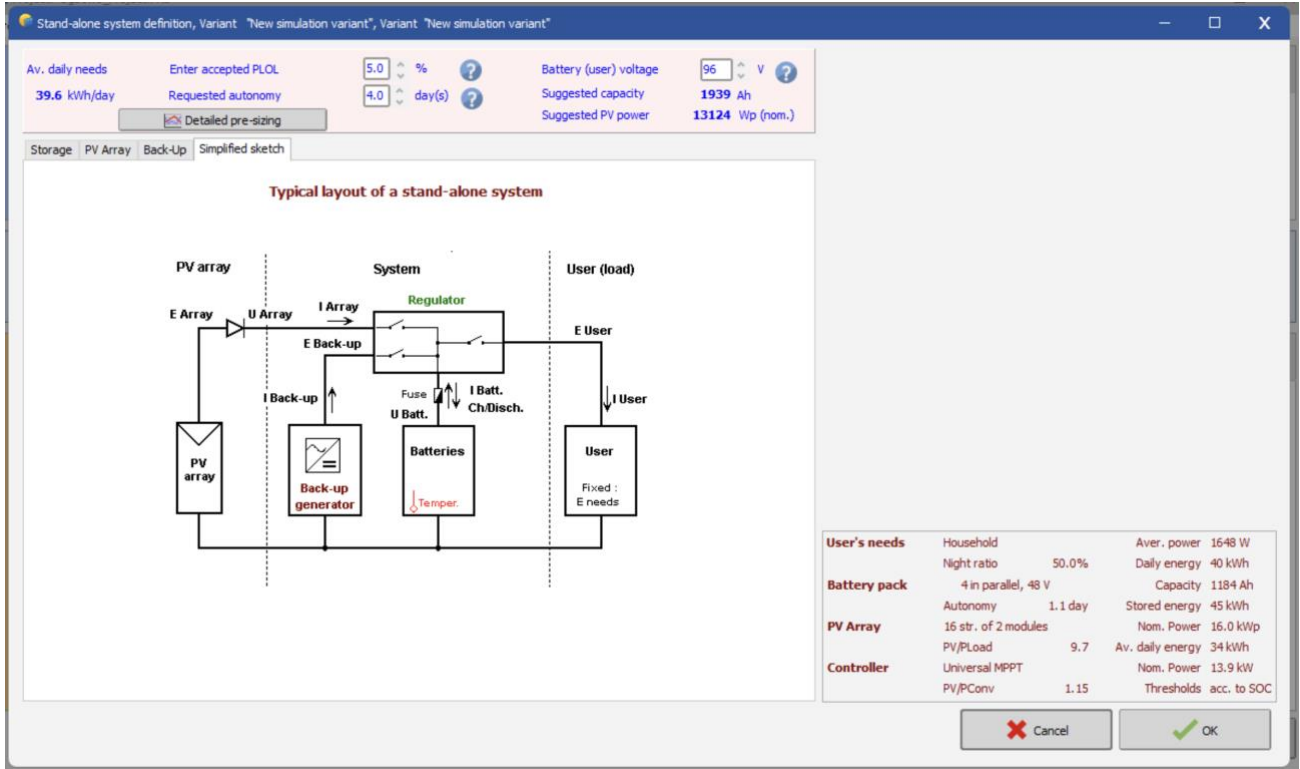 Stand-alone system definition, Variant "New simulation variant", Variant "New simulation variant"
Av. daily needs Enter accepted PLOL 5.0 % Battery (user) voltage 96 V
39.6 kWh/day Requested autonomy 4.0 day(s) Suggested capacity 1939 Ah
Detailed pre-sizing Suggested PV power 13124 Wp (nom.)
Storage PV Array Back-Up Simplified sketch
Typical layout of a stand-alone system
PV array System User (load)
E Array U Array I Array Regulator
E Back-up E User
I Back-up Fuse I Batt. I User
U Batt. Ch/Disch.
PV array
Back-up generator
Batteries
Temper.
User
Fixed :
E needs
User's needs Household Aver. power 1648 W
Night ratio 50.0% Daily energy 40 kWh
Battery pack 4 in parallel, 48 V Capacity 1184 Ah
Autonomy 1.1 day Stored energy 45 kWh
PV Array 16 str. of 2 modules Nom. Power 16.0 kWp
PV/PLoad 9.7 Av. daily energy 34 kWh
Controller Universal MPPT Nom. Power 13.9 kW
PV/PConv 1.15 Thresholds acc. to SOC
Cancel OK